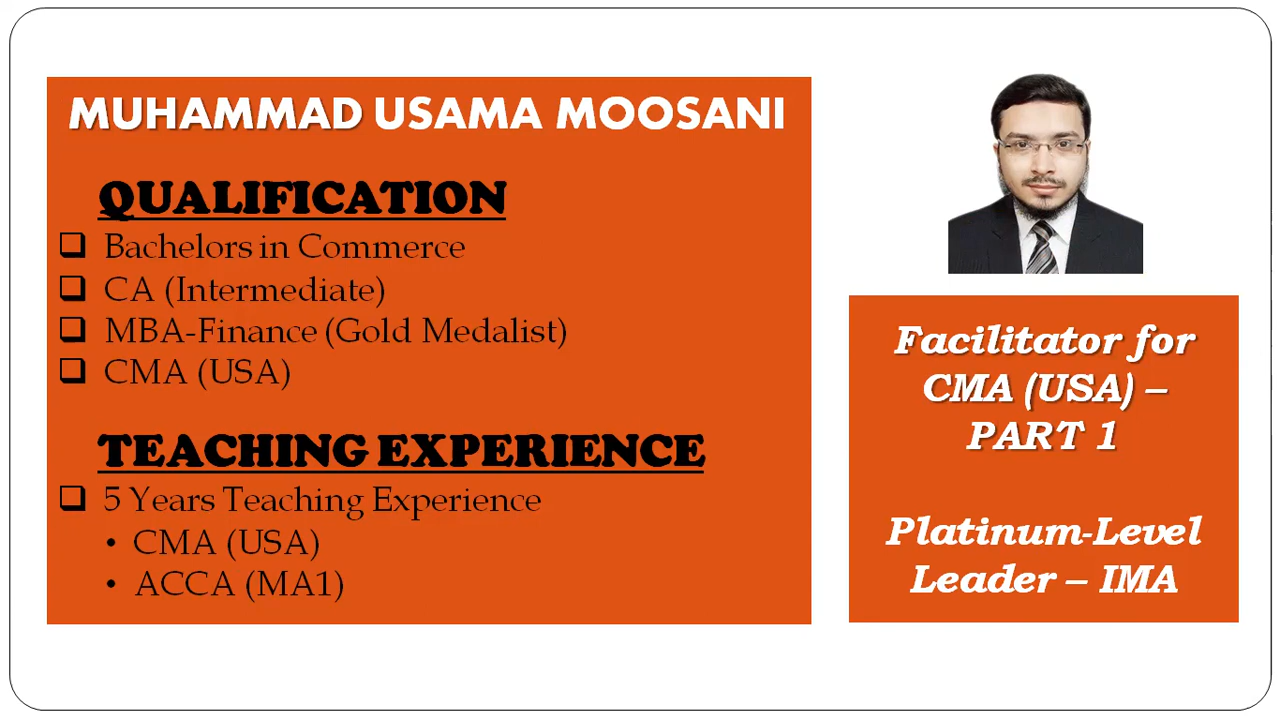 MUHAMMAD USAMA MOOSANI
QUALIFICATION
Bachelors in Commerce
CA (Intermediate)
MBA-Finance (Gold Medalist)
CMA (USA)
TEACHING EXPERIENCE
5 Years Teaching Experience
• CMA (USA)
• ACCA (MA1)
Facilitator for
CMA (USA) –
PART 1
Platinum-Level
Leader – IMA